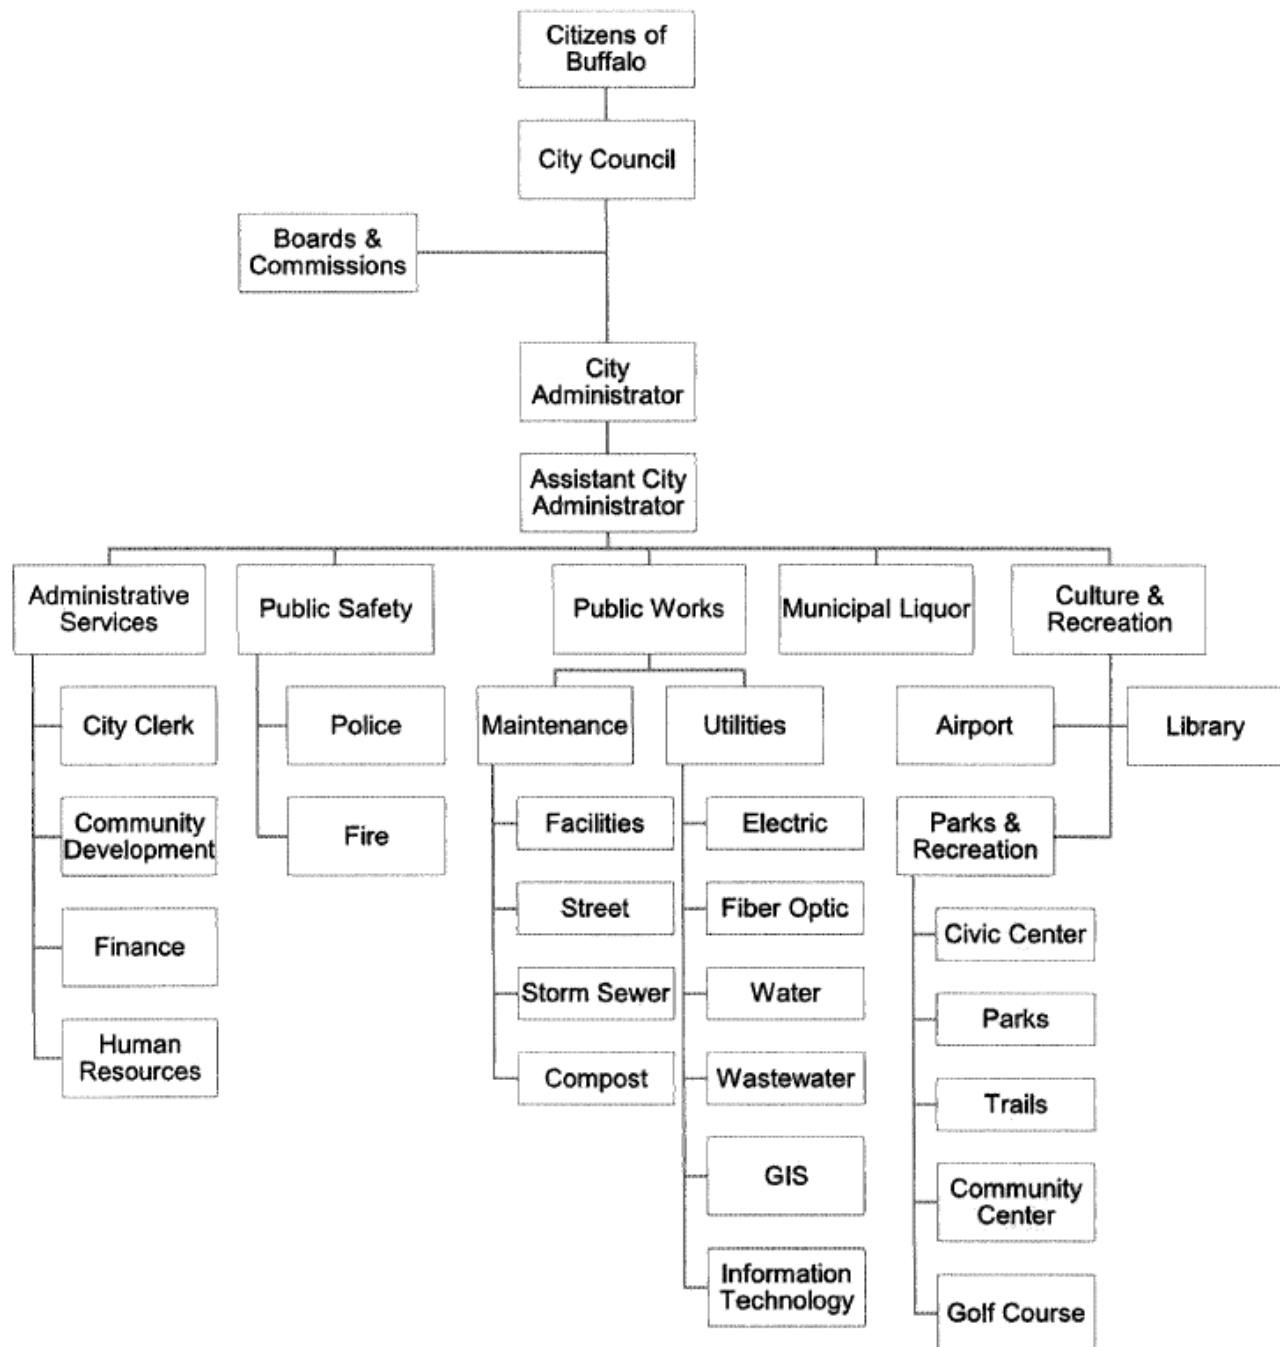 Citizens of
Buffalo
City Council
Boards &
Commissions
City
Administrator
Assistant City
Administrator
Administrative
Services
Public Safety
Public Works
Municipal Liquor
Culture &
Recreation
City Clerk
Community
Development
Finance
Human
Resources
Police
Fire
Maintenance
Facilities
Street
Storm Sewer
Compost
Utilities
Electric
Fiber Optic
Water
Wastewater
GIS
Information
Technology
Airport
Library
Parks &
Recreation
Civic Center
Parks
Trails
Community
Center
Golf Course